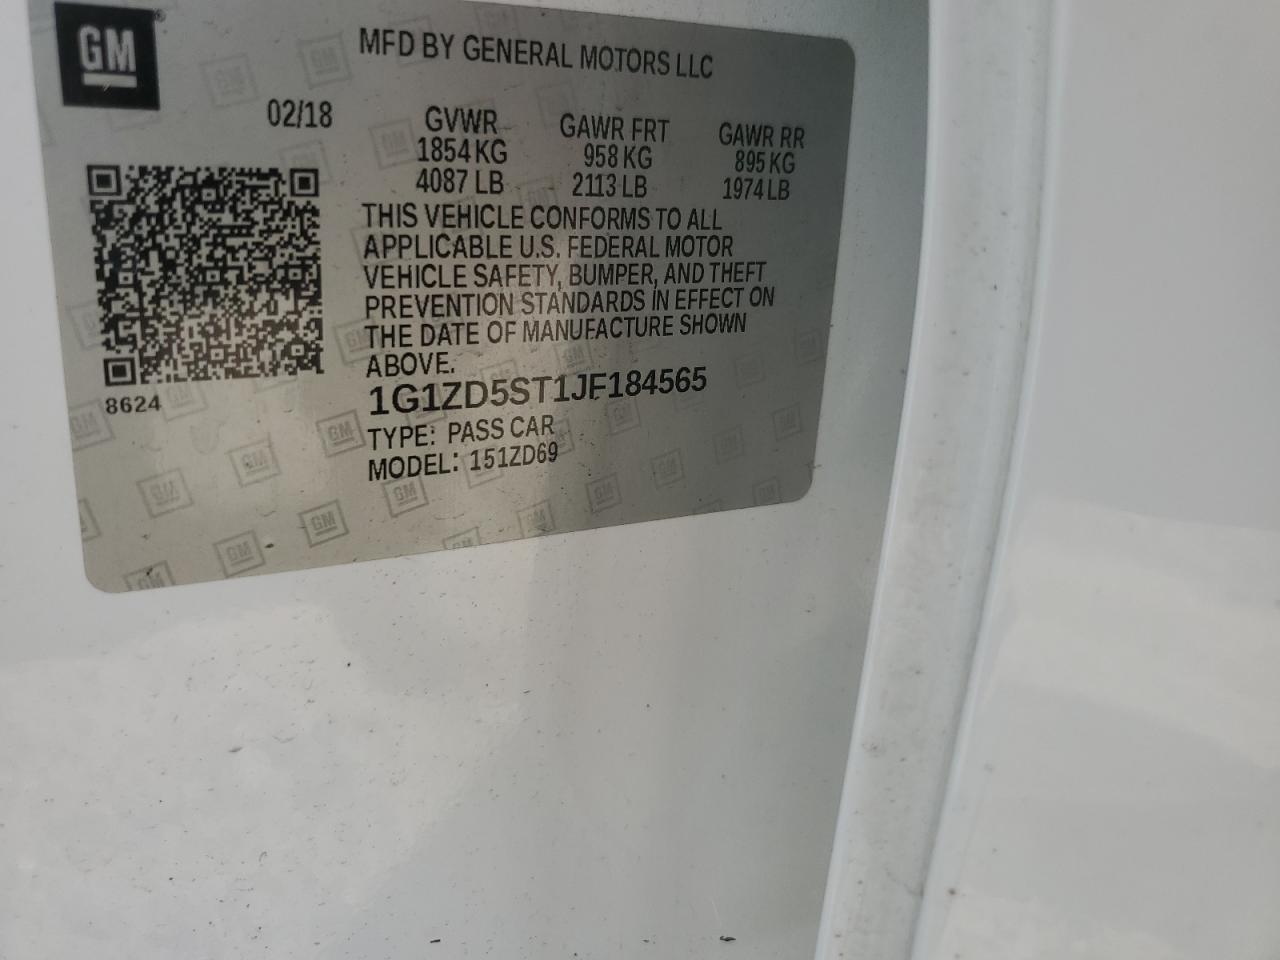 GM ®
MFD BY GENERAL MOTORS LLC
02/18
GVWR GAWR FRT GAWR RR
1854 KG 958 KG 895 KG
4087 LB 2113 LB 1974 LB
THIS VEHICLE CONFORMS TO ALL
APPLICABLE U.S. FEDERAL MOTOR
VEHICLE SAFETY, BUMPER, AND THEFT
PREVENTION STANDARDS IN EFFECT ON
THE DATE OF MANUFACTURE SHOWN
ABOVE.
8624
1G1ZD5ST1JF184565
TYPE: PASS CAR
MODEL: 151ZD69